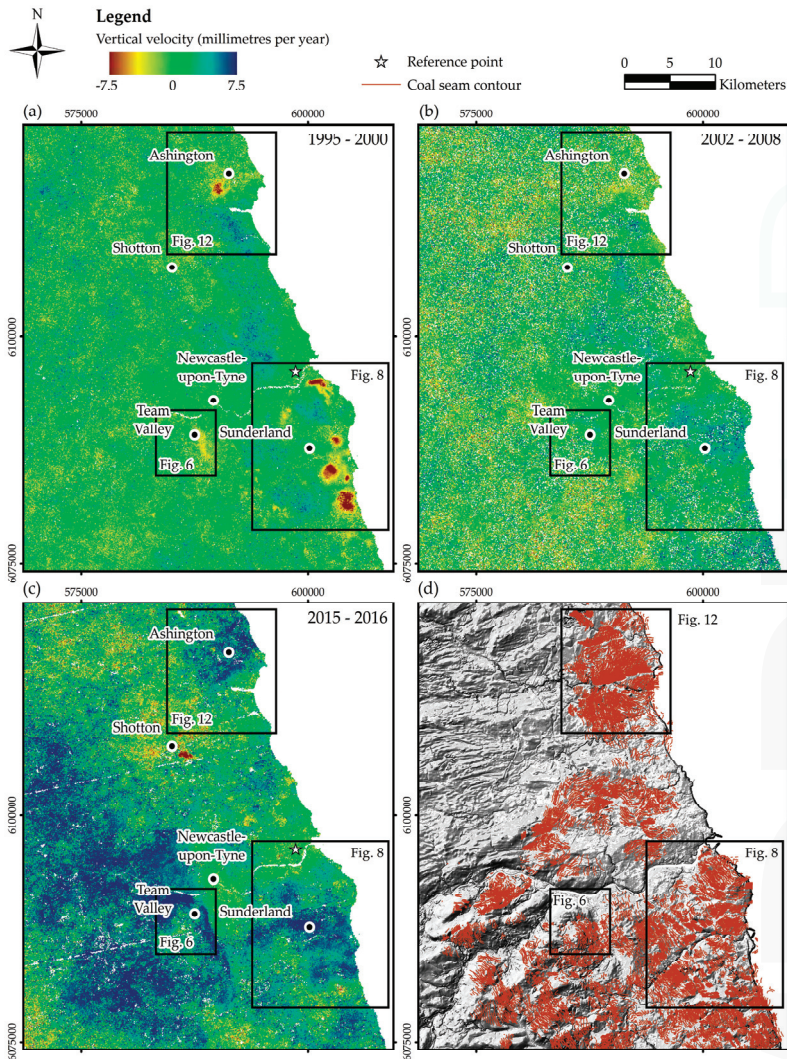 N
Legend
Vertical velocity (millimetres per year)
-7.5 0 7.5
Reference point
Coal seam contour
0 5 10
Kilometers
(a)
575000 600000
1995 - 2000
Ashington
Fig. 12
Shotton
6100000
Newcastle-
upon-Tyne
Fig. 8
Team
Valley
Sunderland
Fig. 6
6075000
(b)
575000 600000
2002 - 2008
Ashington
Fig. 12
Shotton
6100000
Newcastle-
upon-Tyne
Fig. 8
Team
Valley
Sunderland
Fig. 6
6075000
(c)
575000 600000
2015 - 2016
Ashington
Fig. 12
Shotton
6100000
Newcastle-
upon-Tyne
Fig. 8
Team
Valley
Sunderland
Fig. 6
6075000
(d)
575000 600000
Fig. 12
6100000
Fig. 8
Fig. 6
6075000